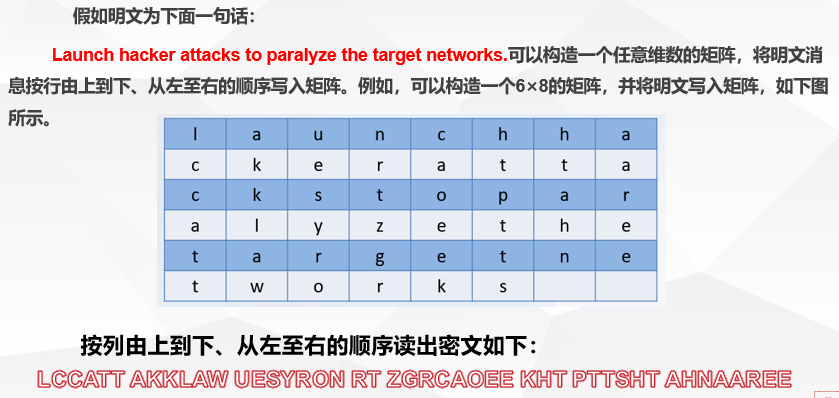 假如明文为下面一句话：
Launch hacker attacks to paralyze the target networks.可以构造一个任意维数的矩阵，将明文消
息按行由上到下、从左至右的顺序写入矩阵。例如，可以构造一个6×8的矩阵，并将明文写入矩阵，如下图
所示。
l a u n c h h a
c k e r a t t a
c k s t o p a r
a l y z e t h e
t a r g e t n e
t w o r k s
按列由上到下、从左至右的顺序读出密文如下：
LCCATT AKKLAW UESYRON RT ZGRCAOEE KHT PTTSHT AHNAAREE